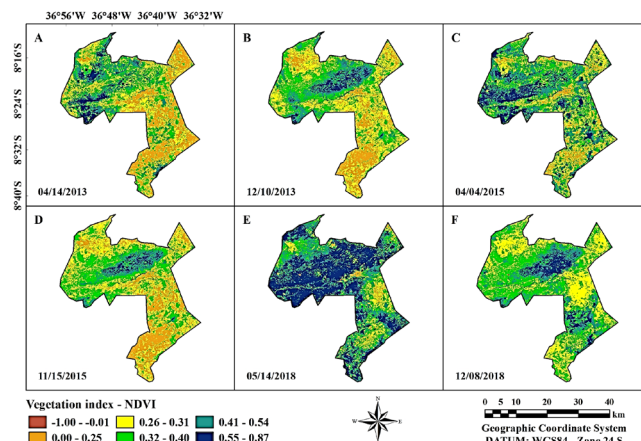 36°56'W 36°48'W 36°40'W 36°32'W
A B C
8°16'S
8°24'S
8°32'S
8°40'S
04/14/2013 12/10/2013 04/04/2015
D E F
11/15/2015 05/14/2018 12/08/2018
Vegetation index - NDVI
-1.00 - -0.01 0.26 - 0.31 0.41 - 0.54
0.00 - 0.25 0.32 - 0.40 0.55 - 0.87
N
W E
S
0 5 10 20 30 40
km
Geographic Coordinate System
DATUM: WGS84 - Zone 24 S